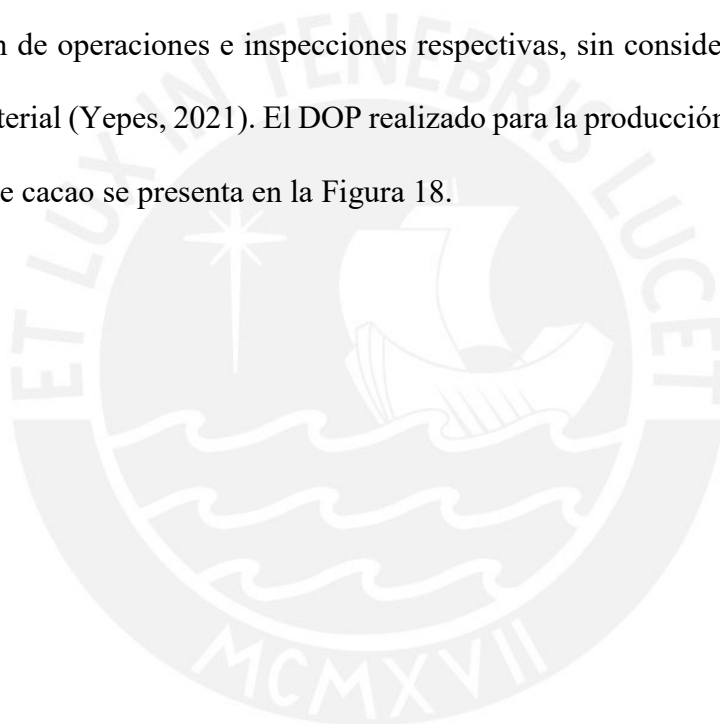 de operaciones e inspecciones respectivas, sin
terial (Yepes, 2021). El DOP realizado para la producción
e cacao se presenta en la Figura 18.
ET LUX IN TENEBRIS LUCET
MCMXVII